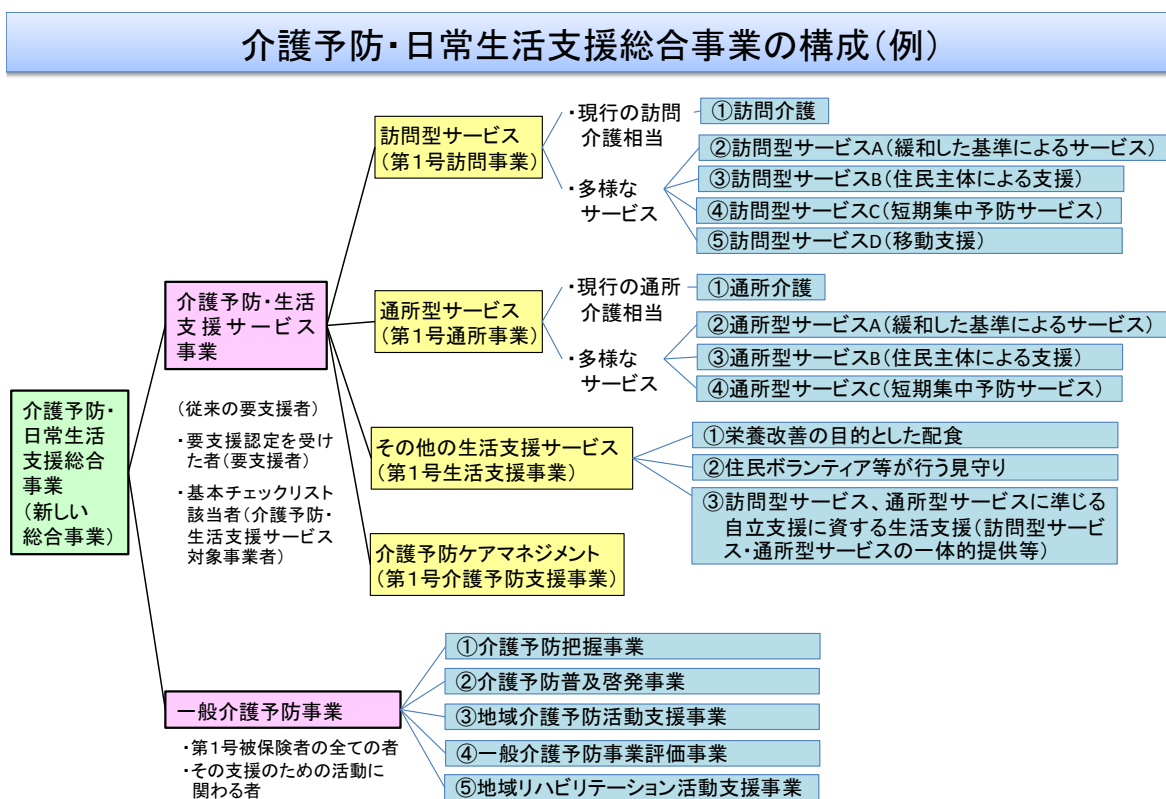 介護予防・日常生活支援総合事業の構成(例)
介護予防・
日常生活
支援総合
事業
(新しい
総合事業)
介護予防・生活
支援サービス
事業
(従来の要支援者)
・要支援認定を受け
た者(要支援者)
・基本チェックリスト
該当者(介護予防・
生活支援サービス
対象事業者)
訪問型サービス
(第1号訪問事業)
・現行の訪問
介護相当
①訪問介護
・多様な
サービス
②訪問型サービスA(緩和した基準によるサービス)
③訪問型サービスB(住民主体による支援)
④訪問型サービスC(短期集中予防サービス)
⑤訪問型サービスD(移動支援)
通所型サービス
(第1号通所事業)
・現行の通所
介護相当
①通所介護
・多様な
サービス
②通所型サービスA(緩和した基準によるサービス)
③通所型サービスB(住民主体による支援)
④通所型サービスC(短期集中予防サービス)
その他の生活支援サービス
(第1号生活支援事業)
①栄養改善の目的とした配食
②住民ボランティア等が行う見守り
③訪問型サービス、通所型サービスに準じる
自立支援に資する生活支援(訪問型サービ
ス・通所型サービスの一体的提供等)
介護予防ケアマネジメント
(第1号介護予防支援事業)
一般介護予防事業
・第1号被保険者の全ての者
・その支援のための活動に
関わる者
①介護予防把握事業
②介護予防普及啓発事業
③地域介護予防活動支援事業
④一般介護予防事業評価事業
⑤地域リハビリテーション活動支援事業